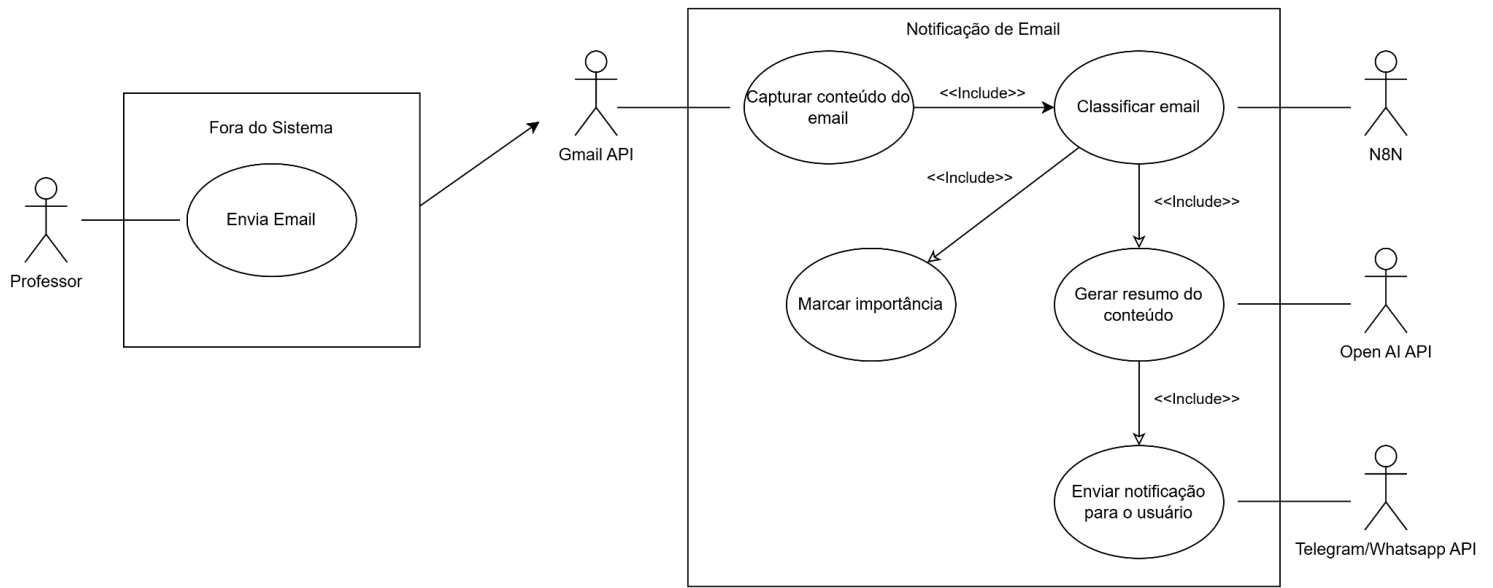 Notificação de Email
Fora do Sistema
Envia Email
Professor
Gmail API
Capturar conteúdo do
email
<<Include>>
Classificar email
N8N
<<Include>>
<<Include>>
Marcar importância
Gerar resumo do
conteúdo
Open AI API
<<Include>>
Enviar notificação
para o usuário
Telegram/Whatsapp API